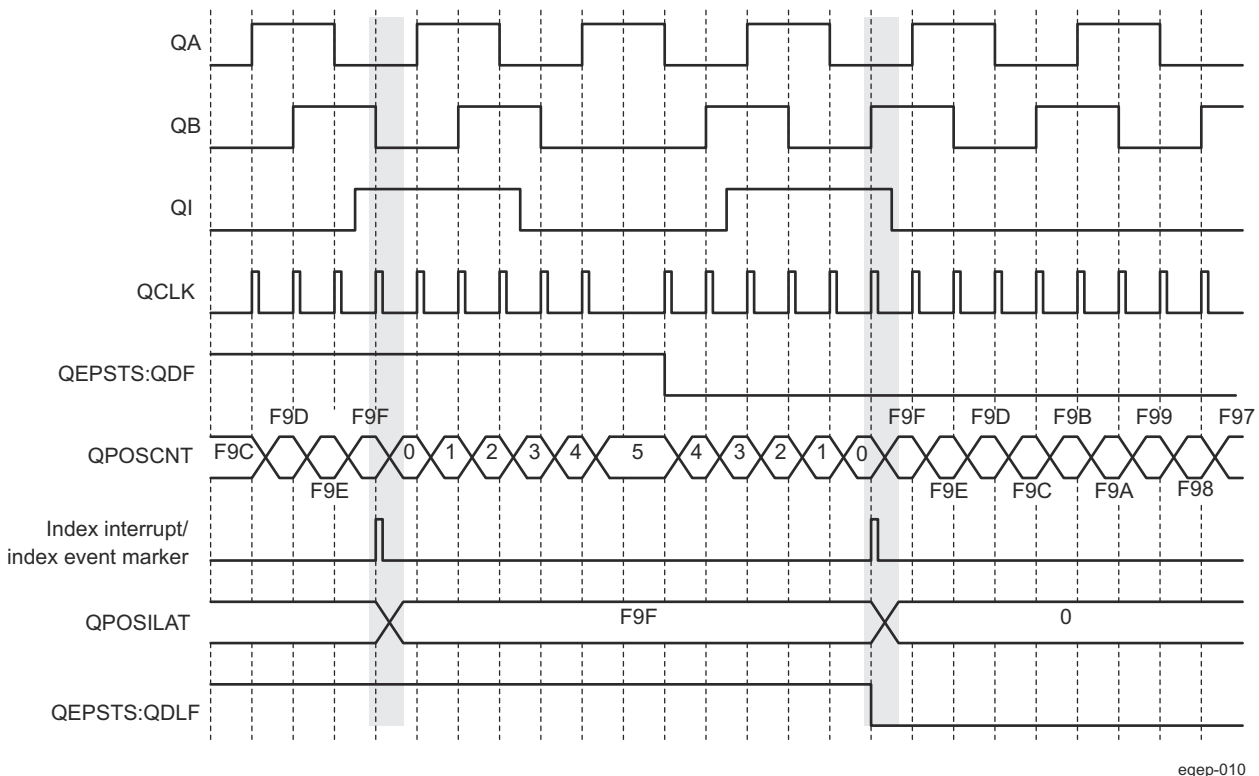 QA
QB
QI
QCLK
QEPSTS:QDF
F9D F9F F9F F9D F9B F99 F97
QPOSCNT F9C 0 1 2 3 4 5 4 3 2 1 0
F9E F9E F9C F9A F98
Index interrupt/
index event marker
QPOSILAT F9F 0
QEPSTS:QDLF
eqep-010